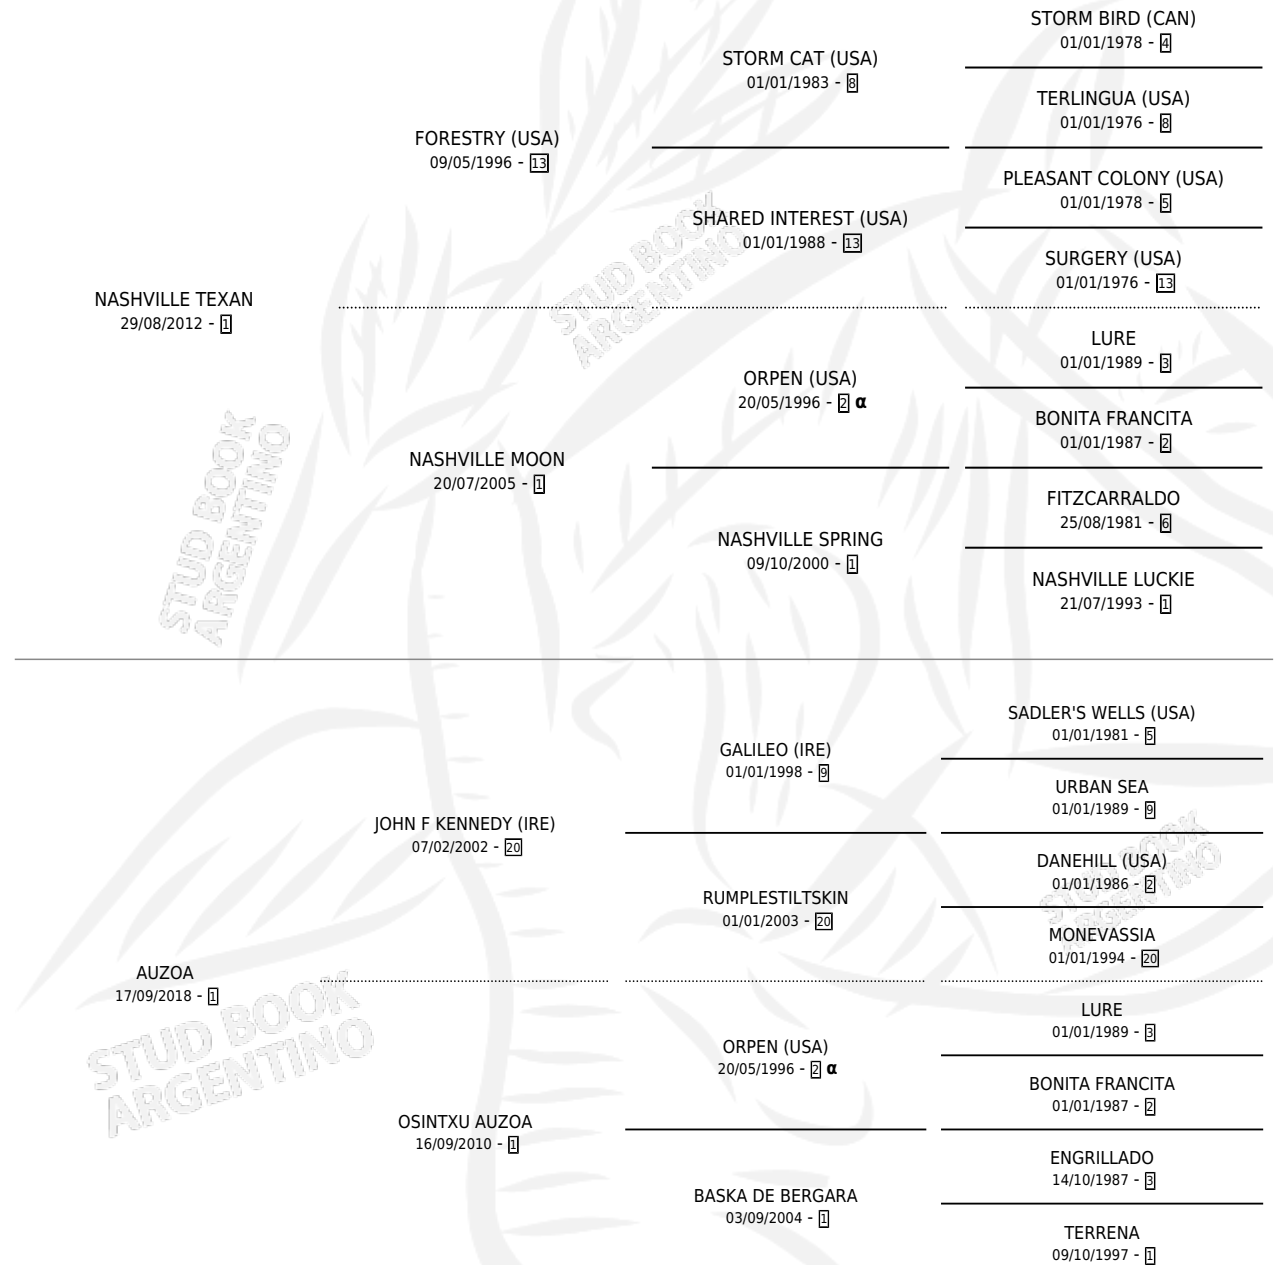 STORM BIRD (CAN)
01/01/1978 - 4
STORM CAT (USA)
01/01/1983 - 8
TERLINGUA (USA)
01/01/1976 - 8
FORESTRY (USA)
09/05/1996 - 13
PLEASANT COLONY (USA)
01/01/1978 - 5
SHARED INTEREST (USA)
01/01/1988 - 13
SURGERY (USA)
01/01/1976 - 13
NASHVILLE TEXAN
29/08/2012 - 1
LURE
01/01/1989 - 3
ORPEN (USA)
20/05/1996 - 2 α
BONITA FRANCITA
01/01/1987 - 2
NASHVILLE MOON
20/07/2005 - 1
FITZCARRALDO
25/08/1981 - 6
NASHVILLE SPRING
09/10/2000 - 1
NASHVILLE LUCKIE
21/07/1993 - 1
STUD BOOK
ARGENTINO
STUD BOOK
ARGENTINO
SADLER'S WELLS (USA)
01/01/1981 - 5
GALILEO (IRE)
01/01/1998 - 9
URBAN SEA
01/01/1989 - 9
JOHN F KENNEDY (IRE)
07/02/2002 - 20
DANEHILL (USA)
01/01/1986 - 2
RUMPLESTILTSKIN
01/01/2003 - 20
MONEVASSIA
01/01/1994 - 20
AUZOA
17/09/2018 - 1
LURE
01/01/1989 - 3
ORPEN (USA)
20/05/1996 - 2 α
BONITA FRANCITA
01/01/1987 - 2
OSINTXU AUZOA
16/09/2010 - 1
ENGRILLADO
14/10/1987 - 3
BASKA DE BERGARA
03/09/2004 - 1
TERRENA
09/10/1997 - 1
STUD BOOK
ARGENTINO
STUD BOOK
ARGENTINO